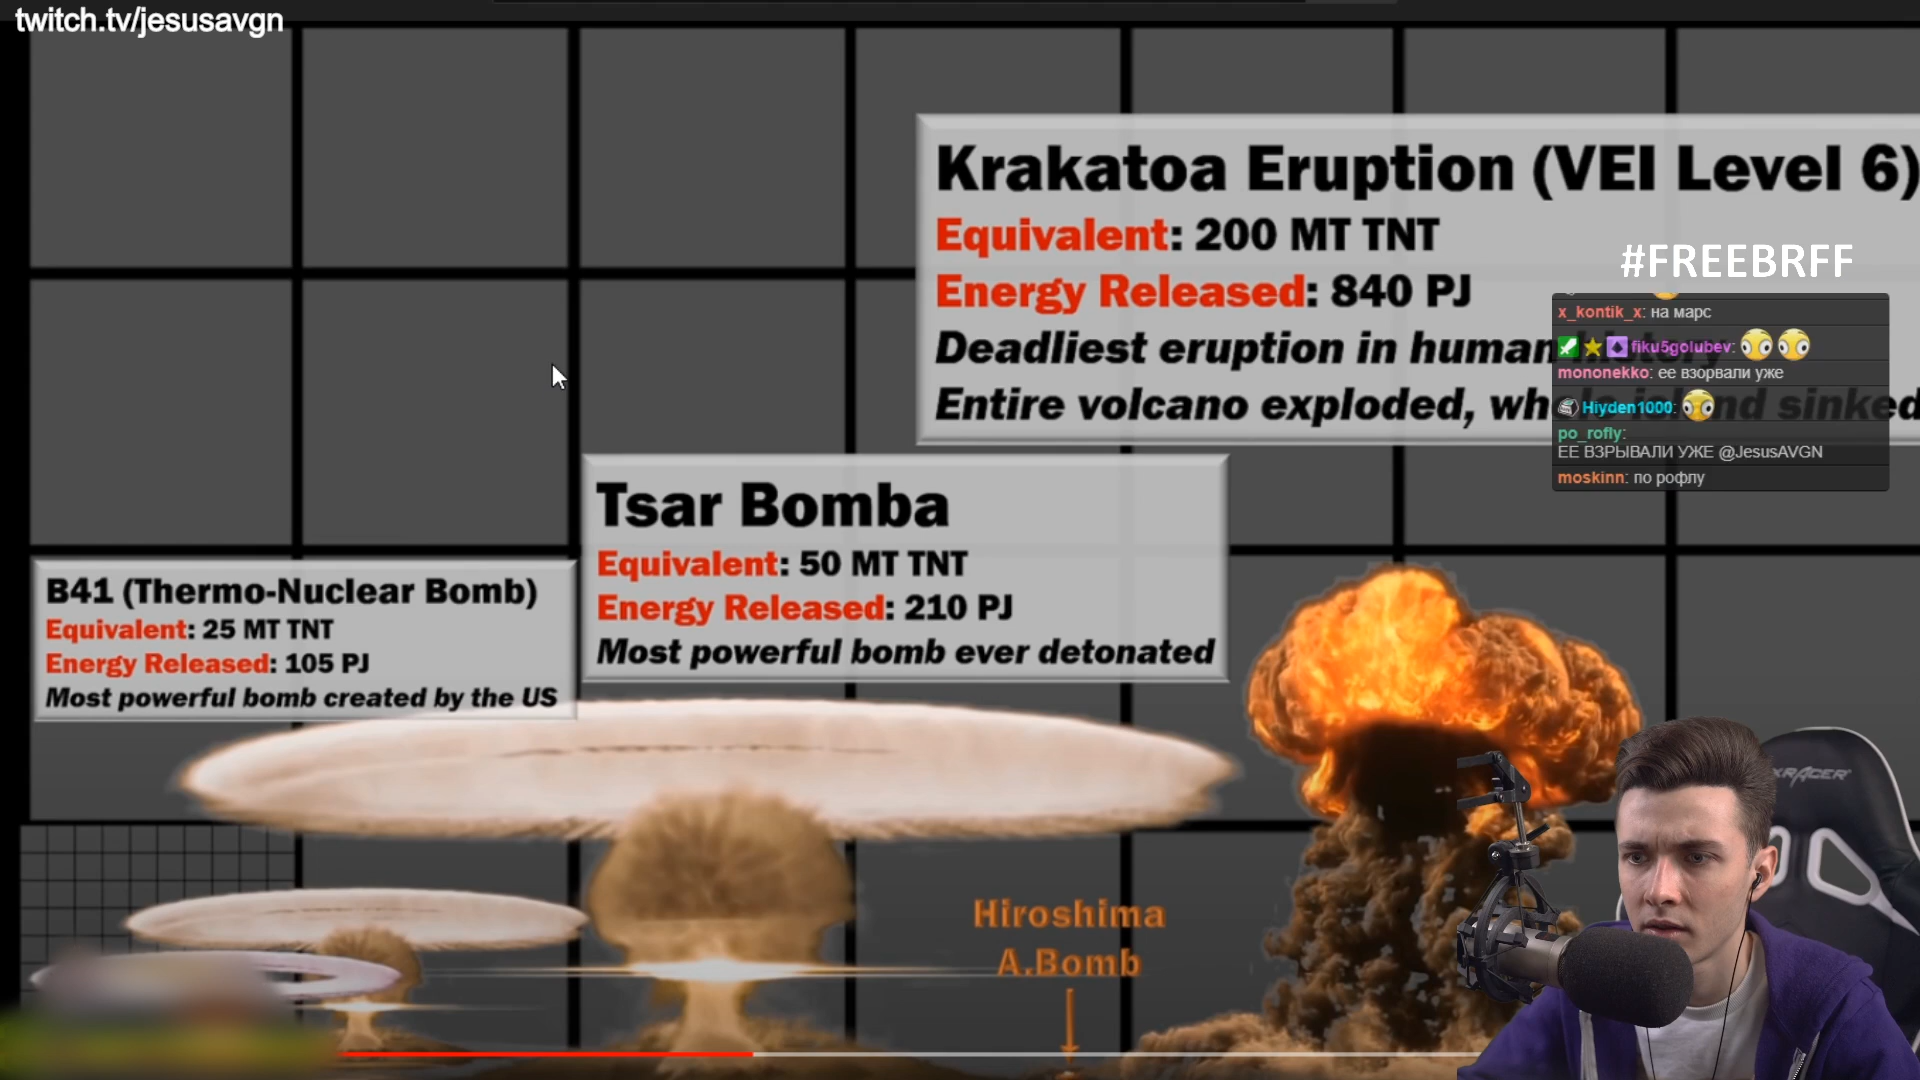 twitch.tv/jesusavgn
Krakatoa Eruption (VEI Level 6)
Equivalent: 200 MT TNT
Energy Released: 840 PJ
Deadliest eruption in human history
Entire volcano exploded, whole island sinked
#FREEBRFF
x_kontik_x: на марс
fiku5golubev:
mononekko: ее взорвали уже
Hiyden1000:
po_rofly:
ЕЕ ВЗРЫВАЛИ УЖЕ @JesusAVGN
moskinn: по рофлу
Tsar Bomba
Equivalent: 50 MT TNT
Energy Released: 210 PJ
Most powerful bomb ever detonated
B41 (Thermo-Nuclear Bomb)
Equivalent: 25 MT TNT
Energy Released: 105 PJ
Most powerful bomb created by the US
Hiroshima
A.Bomb
XRACER